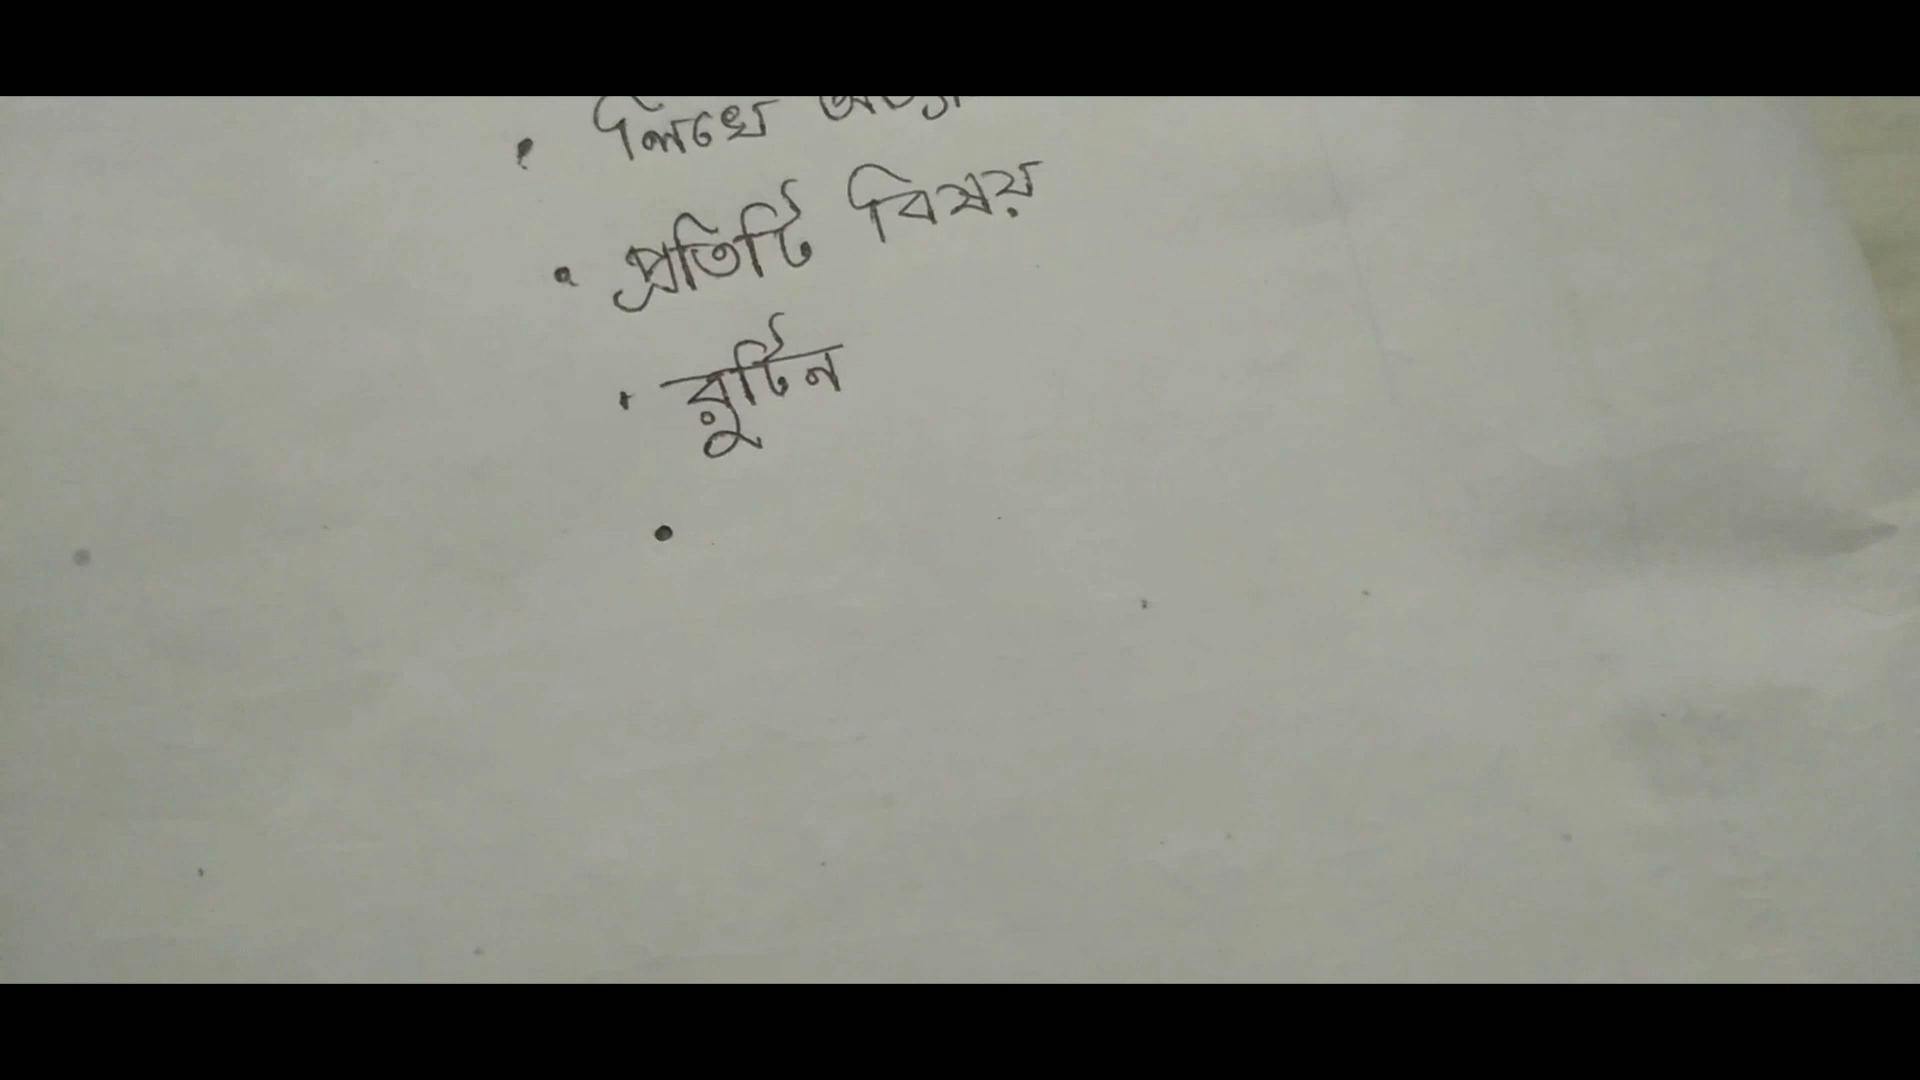 • লিখে
• প্রতিটি বিষয়
• রুটিন
•